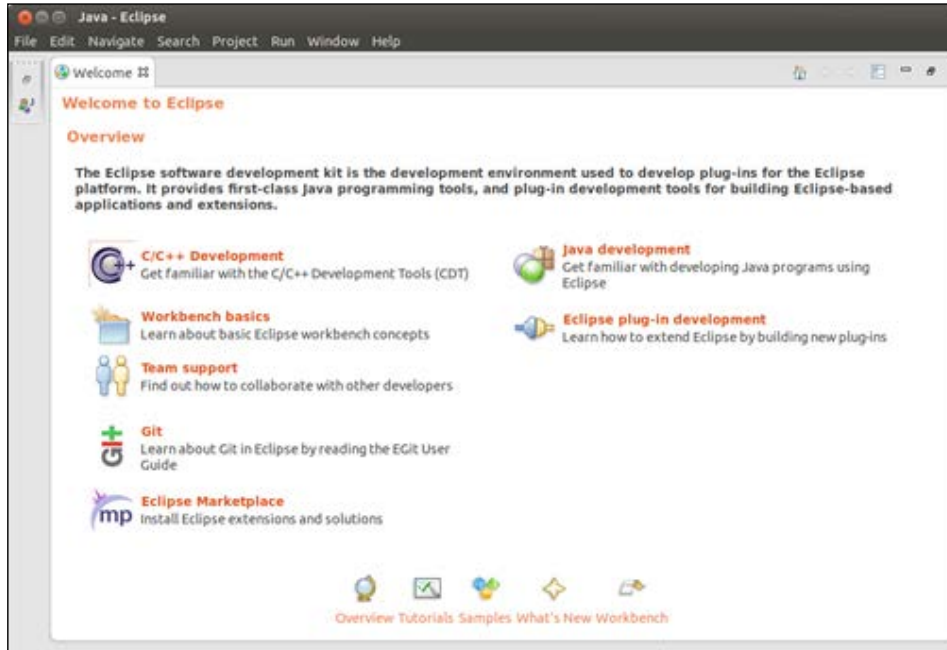 Java - Eclipse
File Edit Navigate Search Project Run Window Help
Welcome
Welcome to Eclipse
Overview
The Eclipse software development kit is the development environment used to develop plug-ins for the Eclipse
platform. It provides first-class Java programming tools, and plug-in development tools for building Eclipse-based
applications and extensions.
C/C++ Development
Get familiar with the C/C++ Development Tools (CDT)
Java development
Get familiar with developing Java programs using
Eclipse
Workbench basics
Learn about basic Eclipse workbench concepts
Eclipse plug-in development
Learn how to extend Eclipse by building new plug-ins
Team support
Find out how to collaborate with other developers
Git
Git
Learn about Git in Eclipse by reading the EGit User
Guide
mp
Eclipse Marketplace
Install Eclipse extensions and solutions
Overview Tutorials Samples What's New Workbench